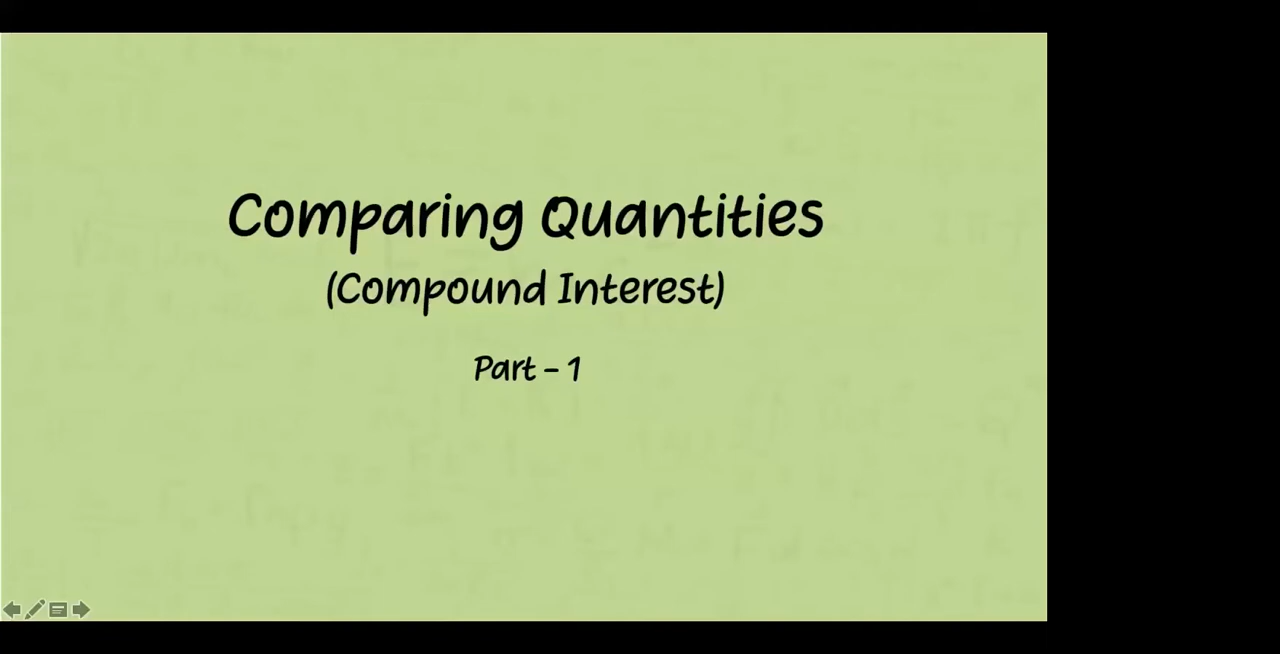 Comparing Quantities
(Compound Interest)
Part - 1